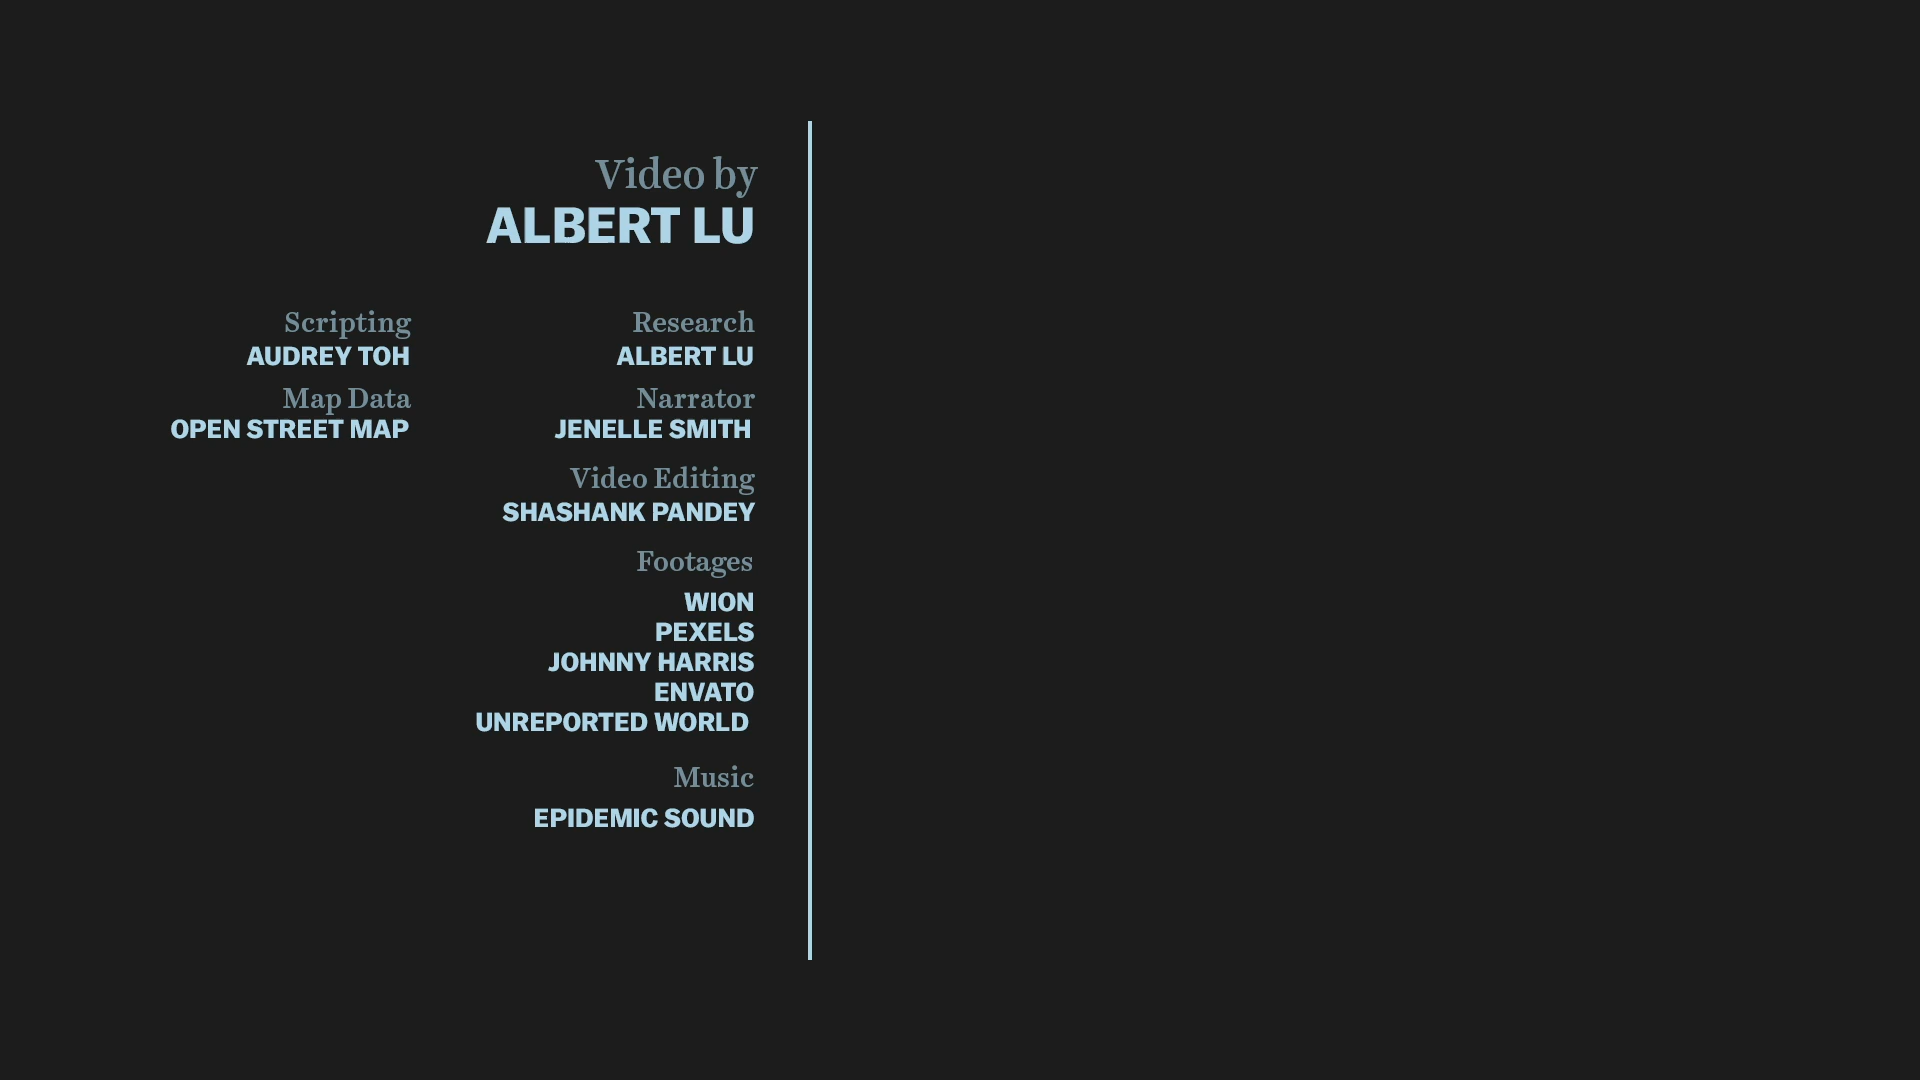 Video by
ALBERT LU
Scripting
AUDREY TOH
Map Data
OPEN STREET MAP
Research
ALBERT LU
Narrator
JENELLE SMITH
Video Editing
SHASHANK PANDEY
Footages
WION
PEXELS
JOHNNY HARRIS
ENVATO
UNREPORTED WORLD
Music
EPIDEMIC SOUND